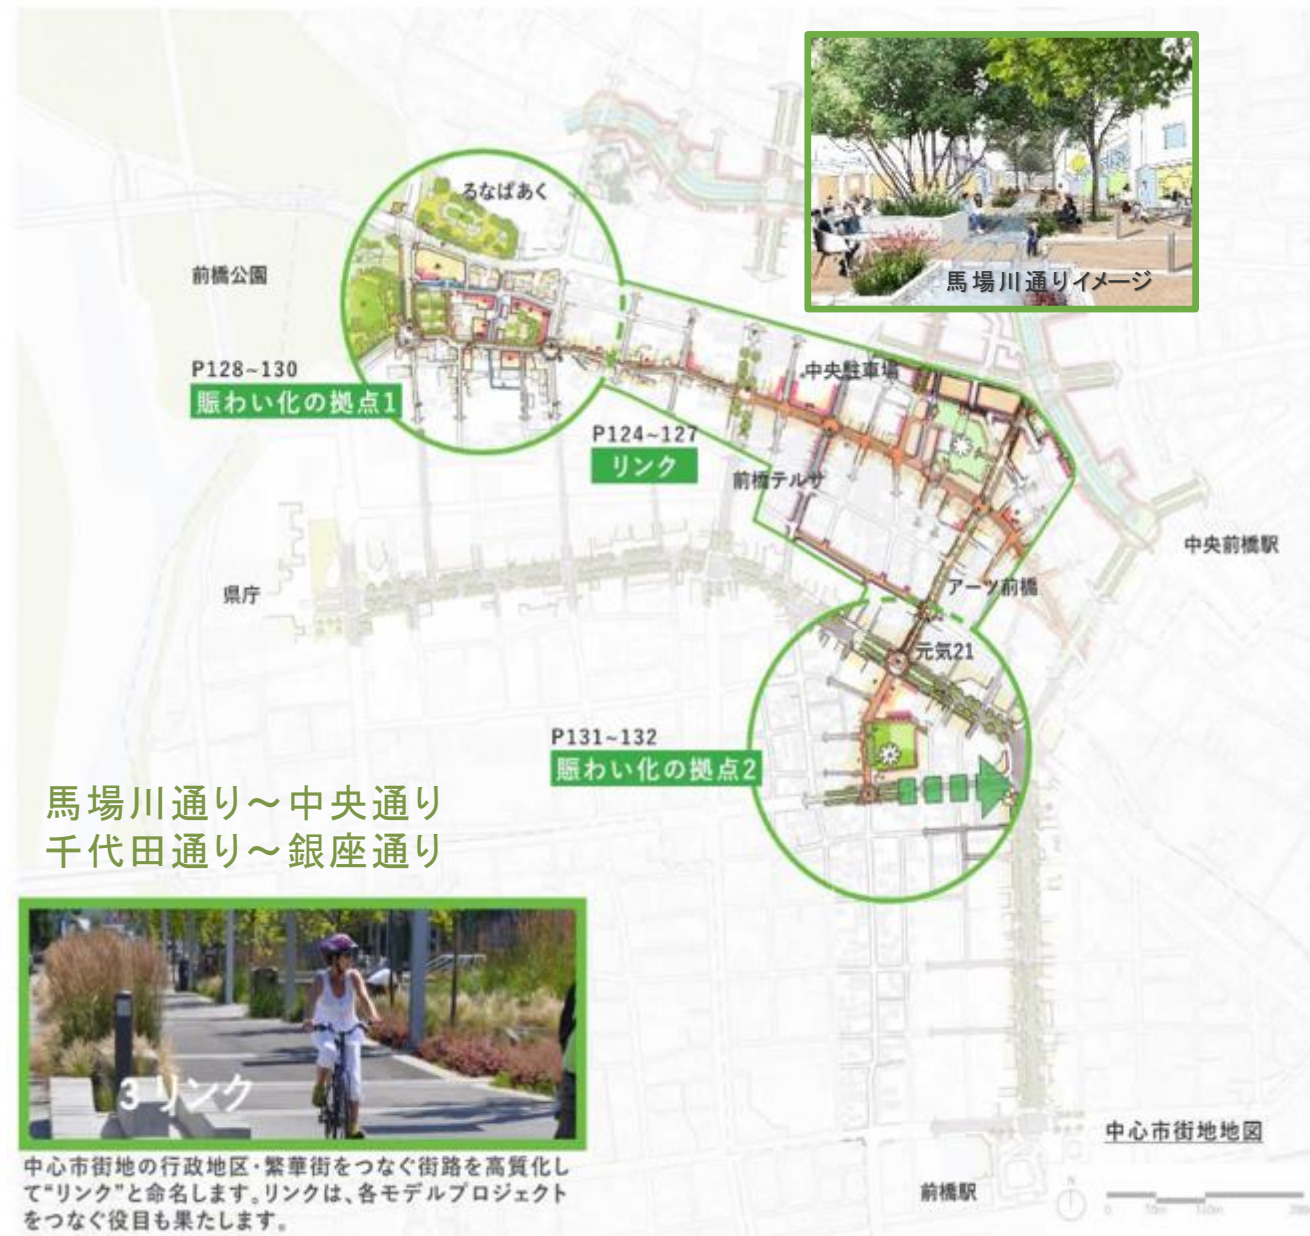 るなぱあく
前橋公園
馬場川通りイメージ
P128~130
賑わい化の拠点1
中央駐車場
P124~127
リンク
前橋テルサ
中央前橋駅
県庁
アーツ前橋
元気21
P131~132
賑わい化の拠点2
馬場川通り～中央通り
千代田通り～銀座通り
3 リンク
中心市街地の行政地区・繁華街をつなぐ街路を高質化し
て“リンク”と命名します。リンクは、各モデルプロジェクト
をつなぐ役目も果たします。
中心市街地地図
前橋駅
N
0